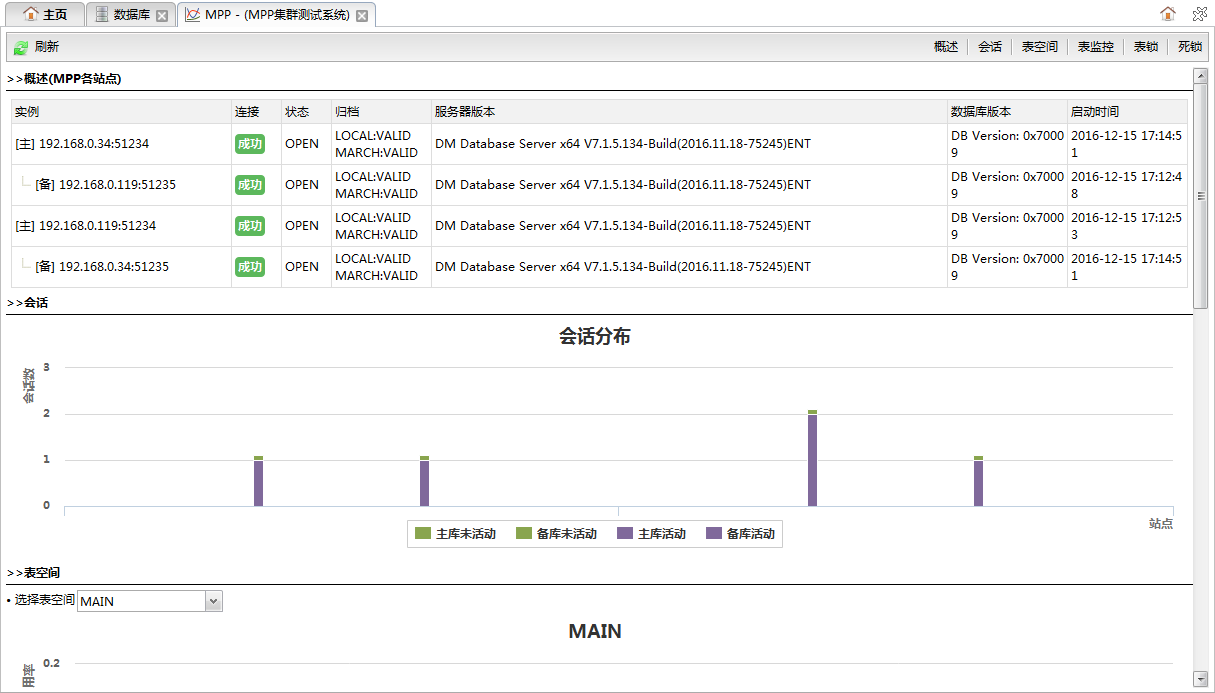 主页 数据库 MPP - (MPP集群测试系统)
刷新 概述 会话 表空间 表监控 表锁 死锁
>>概述(MPP各站点)
实例 连接 状态 归档 服务器版本 数据库版本 启动时间
[主] 192.168.0.34:51234 成功 OPEN LOCAL:VALID MARCH:VALID DM Database Server x64 V7.1.5.134-Build(2016.11.18-75245)ENT DB Version: 0x70009 2016-12-15 17:14:51
[备] 192.168.0.119:51235 成功 OPEN LOCAL:VALID MARCH:VALID DM Database Server x64 V7.1.5.134-Build(2016.11.18-75245)ENT DB Version: 0x70009 2016-12-15 17:12:48
[主] 192.168.0.119:51234 成功 OPEN LOCAL:VALID MARCH:VALID DM Database Server x64 V7.1.5.134-Build(2016.11.18-75245)ENT DB Version: 0x70009 2016-12-15 17:12:53
[备] 192.168.0.34:51235 成功 OPEN LOCAL:VALID MARCH:VALID DM Database Server x64 V7.1.5.134-Build(2016.11.18-75245)ENT DB Version: 0x70009 2016-12-15 17:14:51
>>会话
会话分布
会话数
3
2
1
0
站点
主库未活动 备库未活动 主库活动 备库活动
>>表空间
• 选择表空间 MAIN
MAIN
0.2
用率